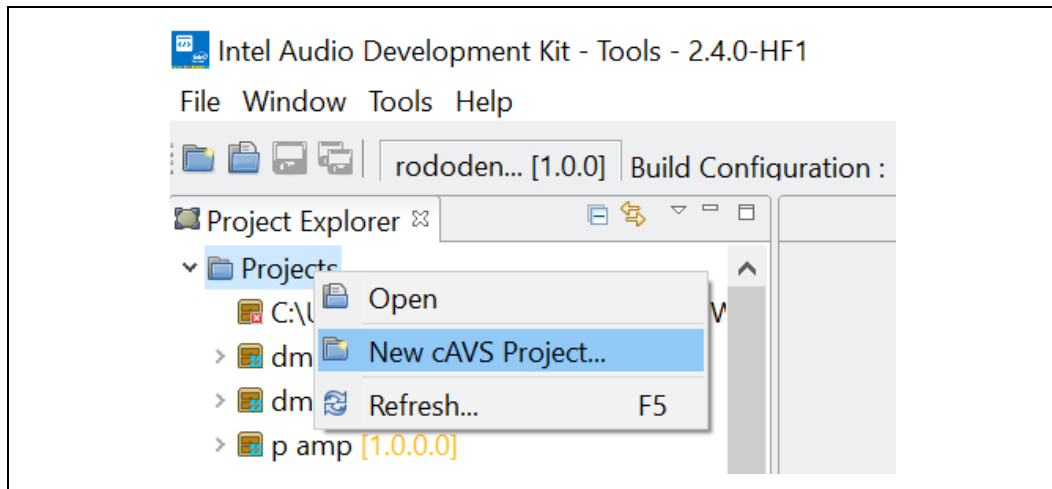 Intel Audio Development Kit - Tools - 2.4.0-HF1
File Window Tools Help
rododen... [1.0.0] Build Configuration :
Project Explorer
Projects
Open
C:\U
New cAVS Project...
dm
dm
Refresh... F5
p amp [1.0.0.0]